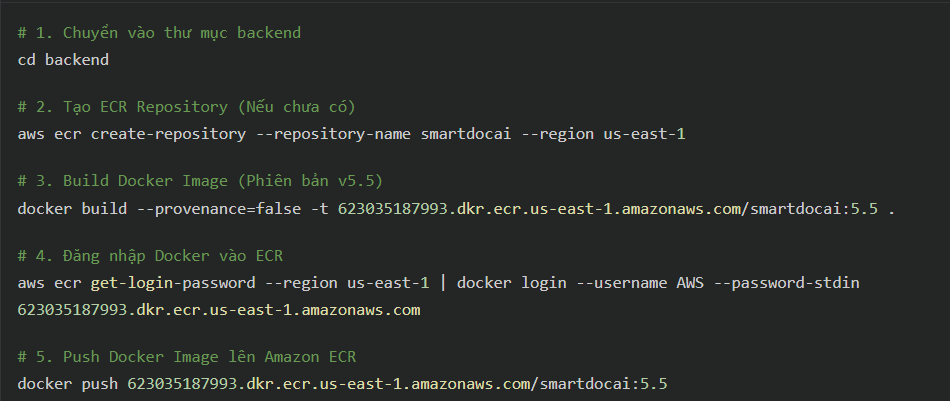 # 1. Chuyển vào thư mục backend
cd backend
# 2. Tạo ECR Repository (Nếu chưa có)
aws ecr create-repository --repository-name smartdocai --region us-east-1
# 3. Build Docker Image (Phiên bản v5.5)
docker build --provenance=false -t 623035187993.dkr.ecr.us-east-1.amazonaws.com/smartdocai:5.5 .
# 4. Đăng nhập Docker vào ECR
aws ecr get-login-password --region us-east-1 | docker login --username AWS --password-stdin
623035187993.dkr.ecr.us-east-1.amazonaws.com
# 5. Push Docker Image lên Amazon ECR
docker push 623035187993.dkr.ecr.us-east-1.amazonaws.com/smartdocai:5.5